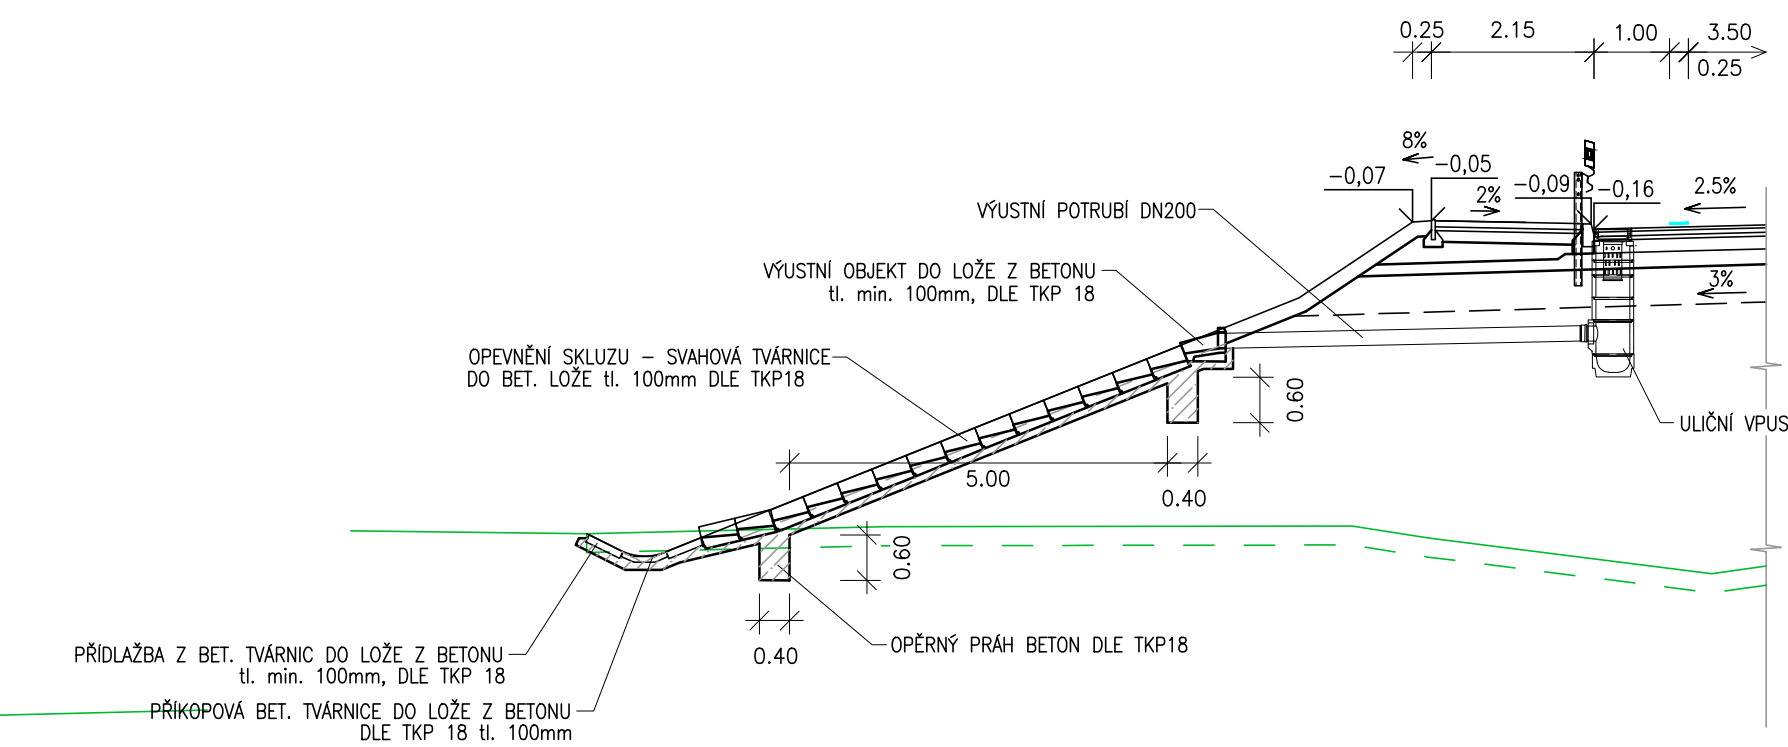 0.25 2.15 1.00 3.50
0.25
8%
-0,07 -0,05 2% -0,09 -0,16 2.5%
VÝUSTNÍ POTRUBÍ DN200
VÝUSTNÍ OBJEKT DO LOŽE Z BETONU
tl. min. 100mm, DLE TKP 18
3%
OPEVNĚNÍ SKLUZU – SVAHOVÁ TVÁRNICE
DO BET. LOŽE tl. 100mm DLE TKP18
0.60
ULIČNÍ VPUS
5.00
0.40
0.60
OPĚRNÝ PRÁH BETON DLE TKP18
0.40
PŘÍDLAŽBA Z BET. TVÁRNIC DO LOŽE Z BETONU
tl. min. 100mm, DLE TKP 18
PŘÍKOPOVÁ BET. TVÁRNICE DO LOŽE Z BETONU
DLE TKP 18 tl. 100mm